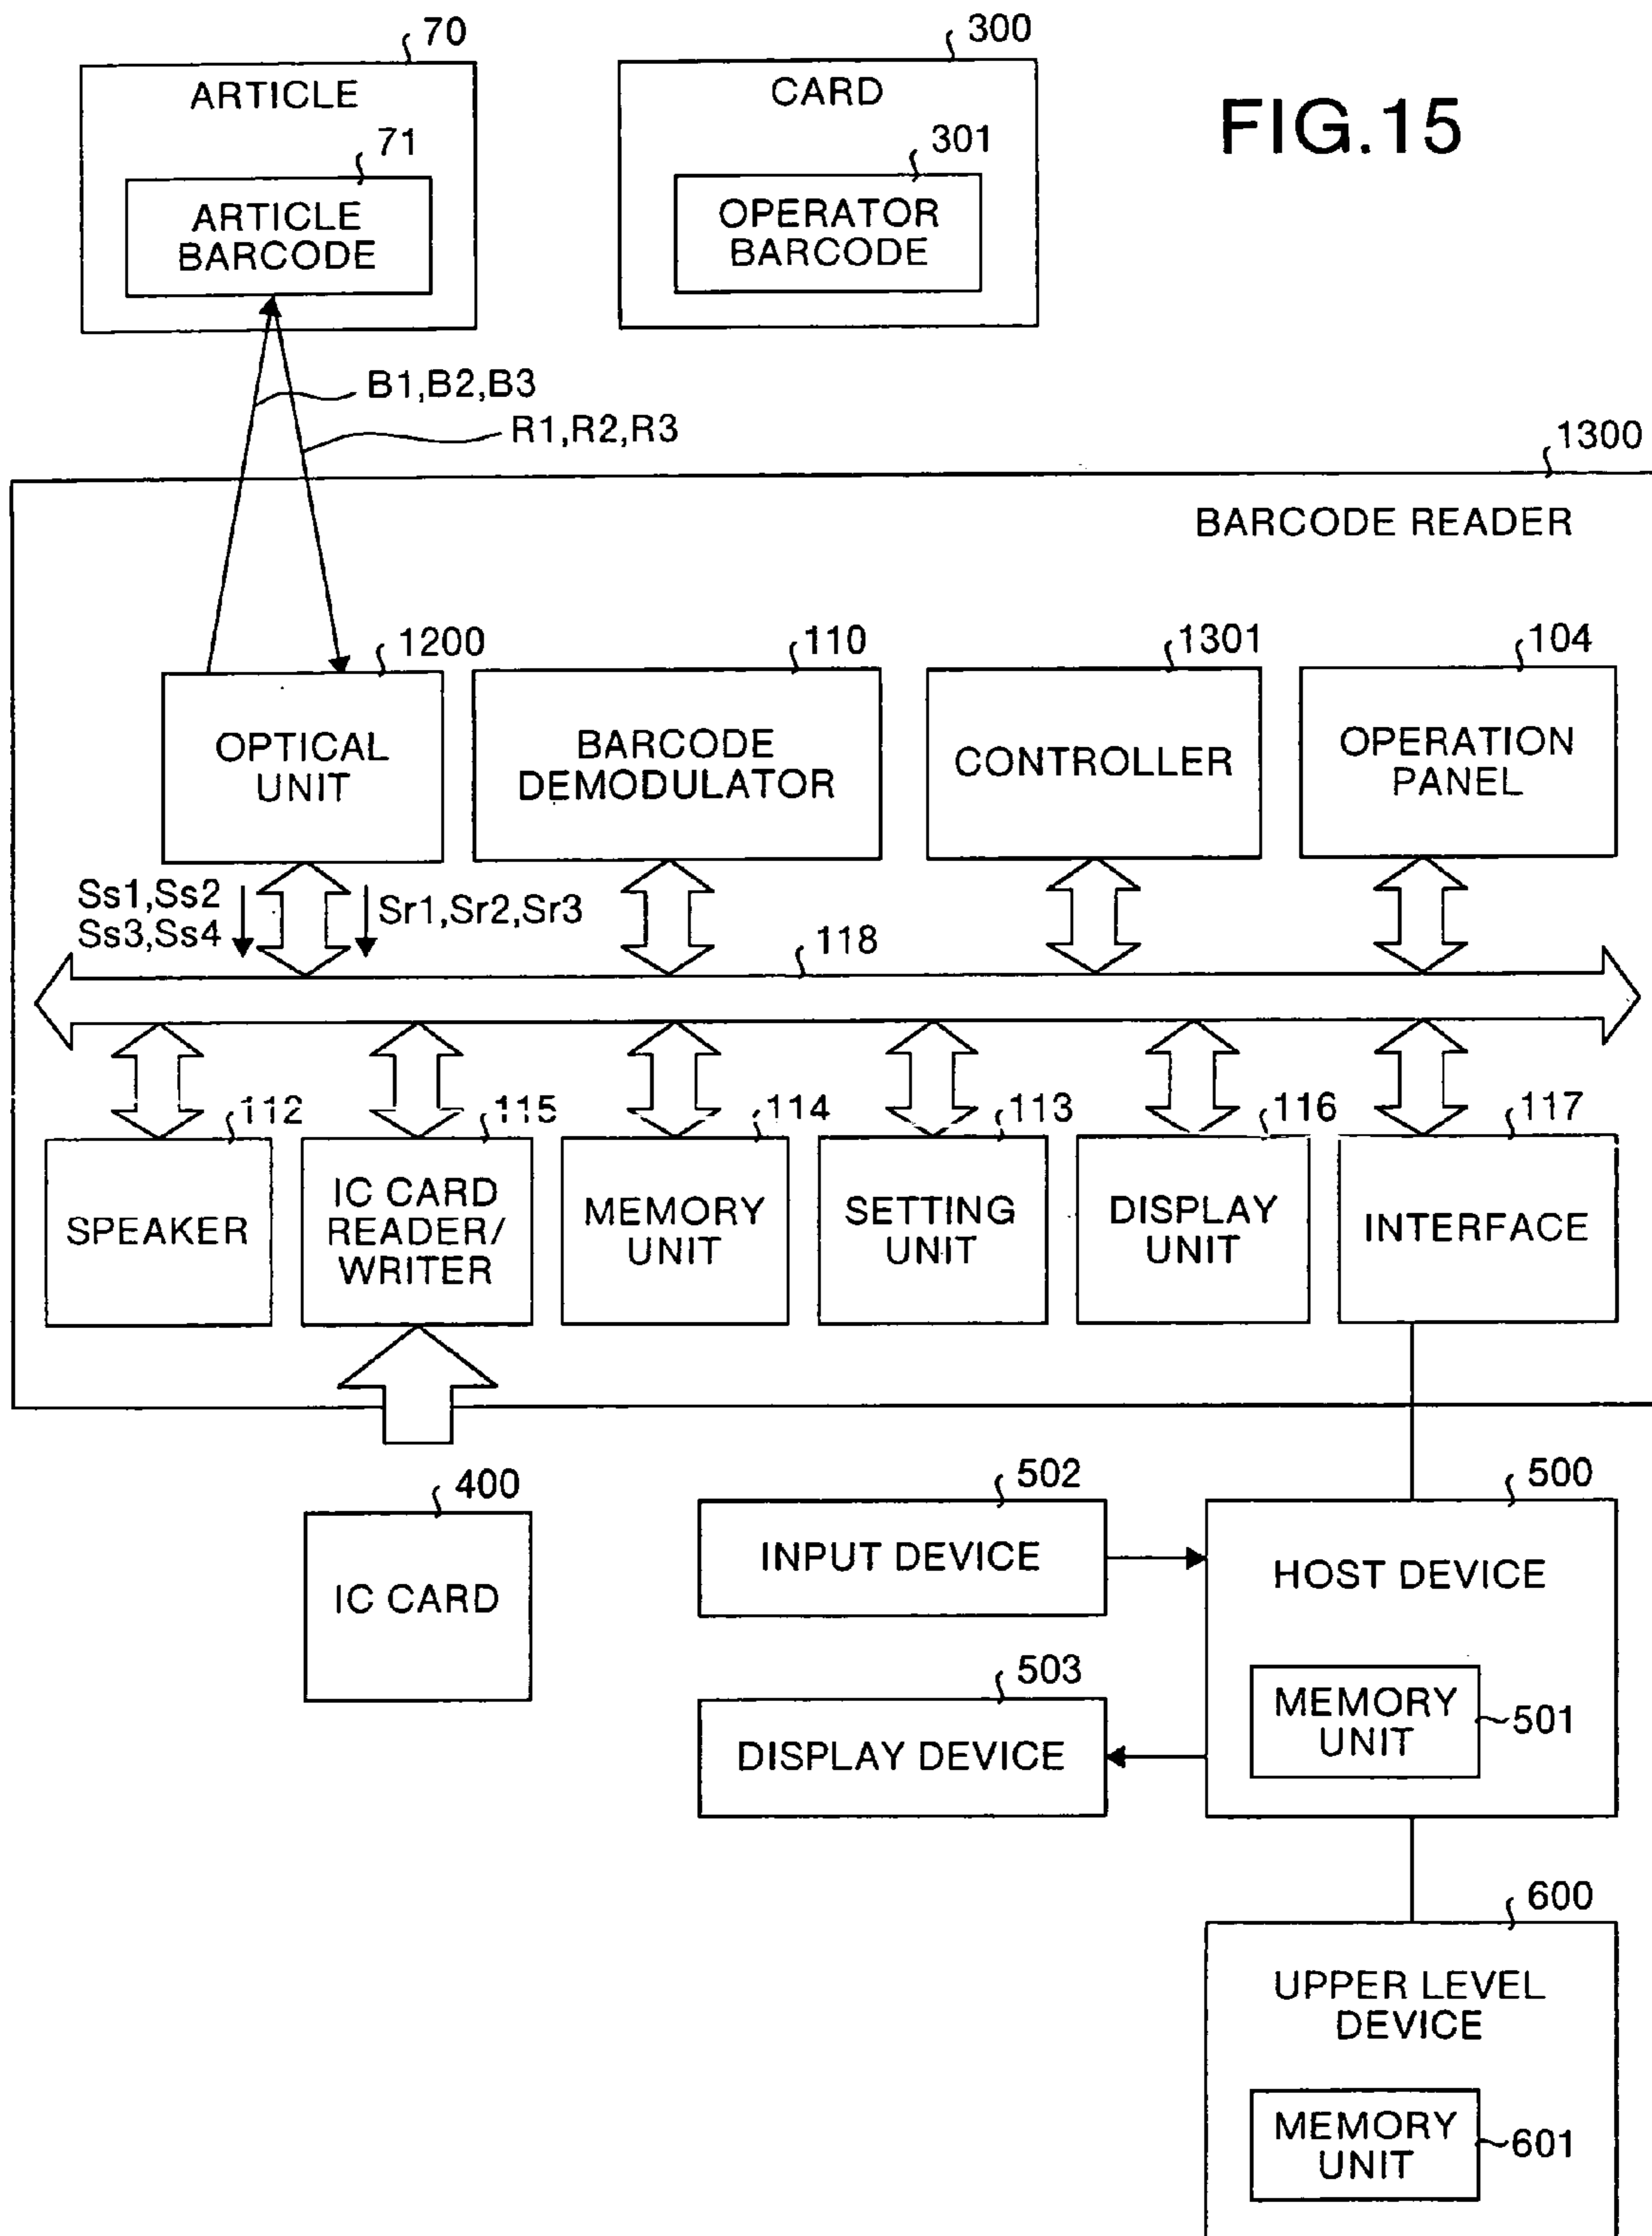 FIG.15
70
ARTICLE
71
ARTICLE
BARCODE
300
CARD
301
OPERATOR
BARCODE
B1,B2,B3
R1,R2,R3
1300
BARCODE READER
1200
OPTICAL
UNIT
110
BARCODE
DEMODULATOR
1301
CONTROLLER
104
OPERATION
PANEL
Ss1,Ss2
Ss3,Ss4
Sr1,Sr2,Sr3
118
112
SPEAKER
115
IC CARD
READER/
WRITER
114
MEMORY
UNIT
113
SETTING
UNIT
116
DISPLAY
UNIT
117
INTERFACE
400
IC CARD
502
INPUT DEVICE
503
DISPLAY DEVICE
500
HOST DEVICE
MEMORY
UNIT
501
600
UPPER LEVEL
DEVICE
MEMORY
UNIT
601